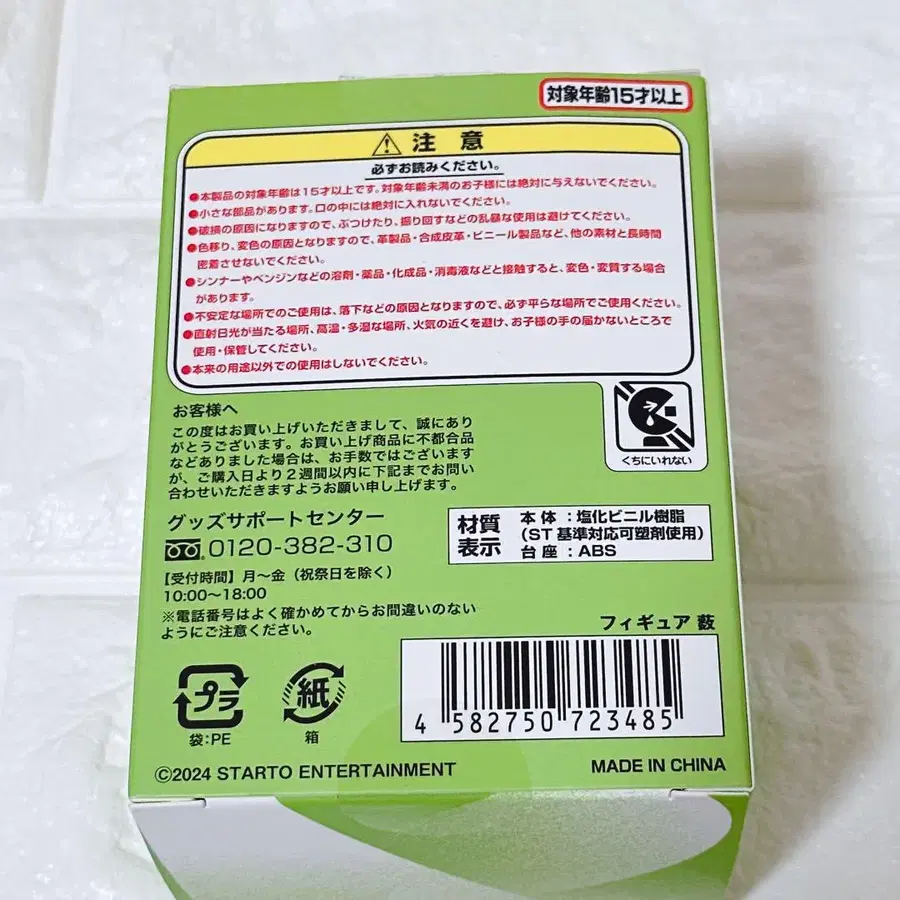 対象年齢15才以上
注意
必ずお読みください。
●本製品の対象年齢は15才以上です。対象年齢未満のお子様には絶対に与えないでください。
●小さな部品があります。口の中には絶対に入れないでください。
●破損の原因になりますので、ぶつけたり、振り回すなどの乱暴な使用は避けてください。
●色移り、変色の原因となりますので、革製品・合成皮革・ビニール製品など、他の素材と長時間
密着させないでください。
●シンナーやベンジンなどの溶剤・薬品・化成品・消毒液などと接触すると、変色・変質する場合
があります。
●不安定な場所でのご使用は、落下などの原因となりますので、必ず平らな場所でご使用ください。
●直射日光が当たる場所、高温・多湿な場所、火気の近くを避け、お子様の手の届かないところで
使用・保管してください。
●本来の用途以外での使用はしないでください。
くちにいれない
お客様へ
この度はお買い上げいただきまして、誠にあり
がとうございます。お買い上げ商品に不都合品
などありました場合は、お手数ではございます
が、ご購入日より2週間以内に下記までお問い
合わせいただきますようお願い申し上げます。
グッズサポートセンター
0120-382-310
【受付時間】月～金（祝祭日を除く）
10:00～18:00
※電話番号はよく確かめてからお間違いのない
ようにご注意ください。
材質
表示
本体：塩化ビニル樹脂
（ST基準対応可塑剤使用）
台座：ABS
フィギュア 薮
4 582750 723485
プラ
袋:PE
紙
箱
©2024 STARTO ENTERTAINMENT
MADE IN CHINA